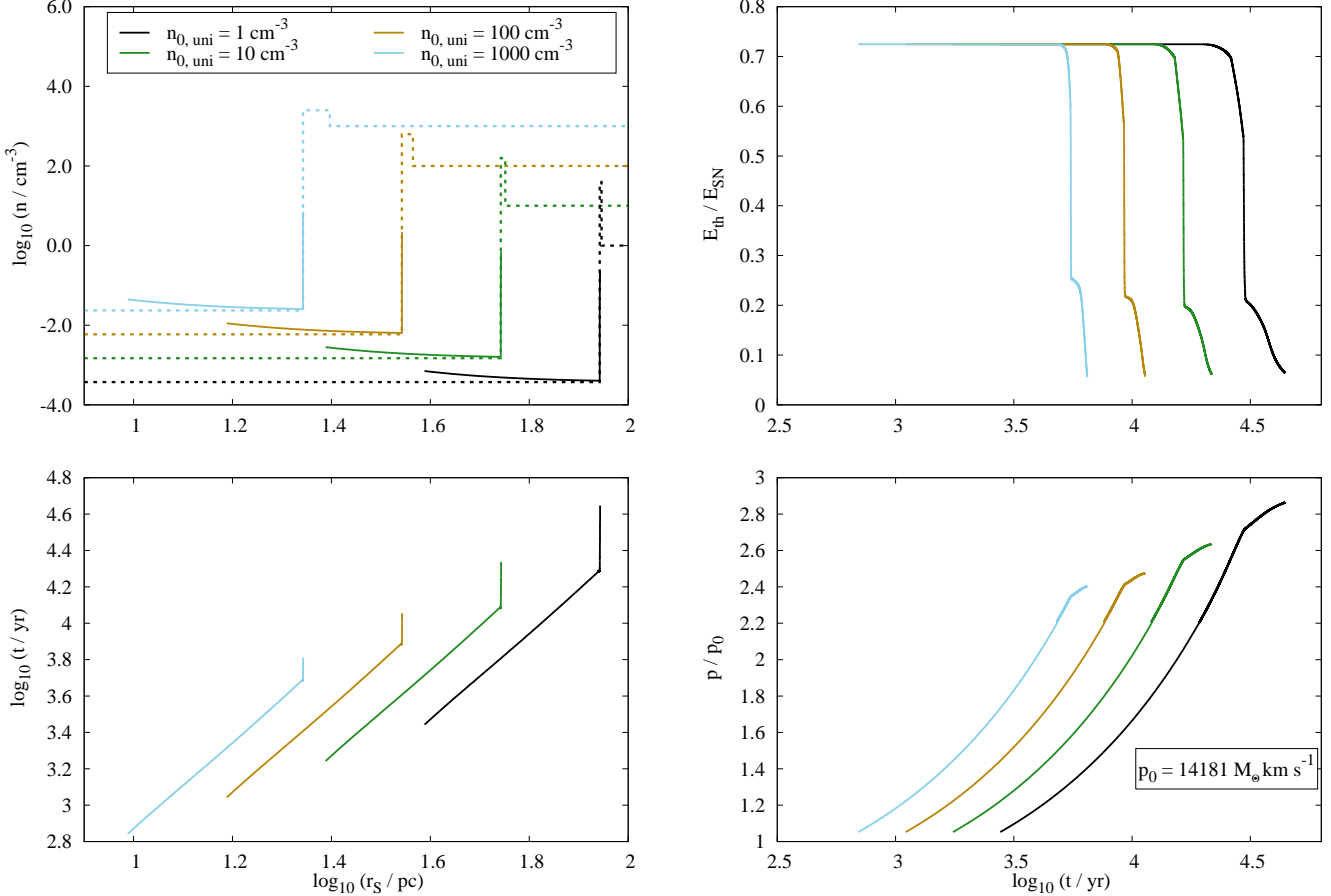 6.0
4.0
2.0
0.0
-2.0
-4.0
log10 (n / cm-3)
n0, uni = 1 cm-3
n0, uni = 100 cm-3
n0, uni = 10 cm-3
n0, uni = 1000 cm-3
1 1.2 1.4 1.6 1.8 2
0.8
0.7
0.6
0.5
0.4
0.3
0.2
0.1
0
Eth / ESN
2.5 3 3.5 4 4.5
4.8
4.6
4.4
4.2
4
3.8
3.6
3.4
3.2
3
2.8
log10 (t / yr)
1 1.2 1.4 1.6 1.8 2
log10 (rS / pc)
3
2.8
2.6
2.4
2.2
2
1.8
1.6
1.4
1.2
1
p / p0
p0 = 14181 M⊙ km s-1
2.5 3 3.5 4 4.5
log10 (t / yr)